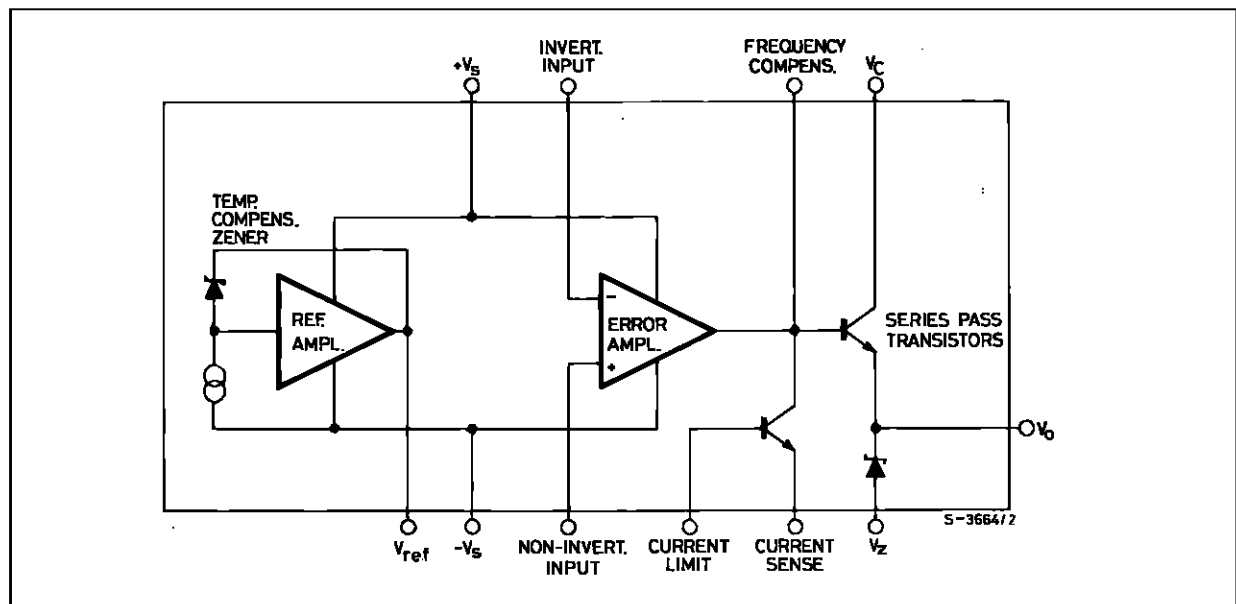 INVERT.
INPUT
FREQUENCY
COMPENS.
+Vs
VC
TEMP.
COMPENS.
ZENER
REF.
AMPL.
−
ERROR
AMPL.
+
SERIES PASS
TRANSISTORS
Vo
S-3664/2
Vref
-Vs
NON-INVERT.
INPUT
CURRENT
LIMIT
CURRENT
SENSE
VZ